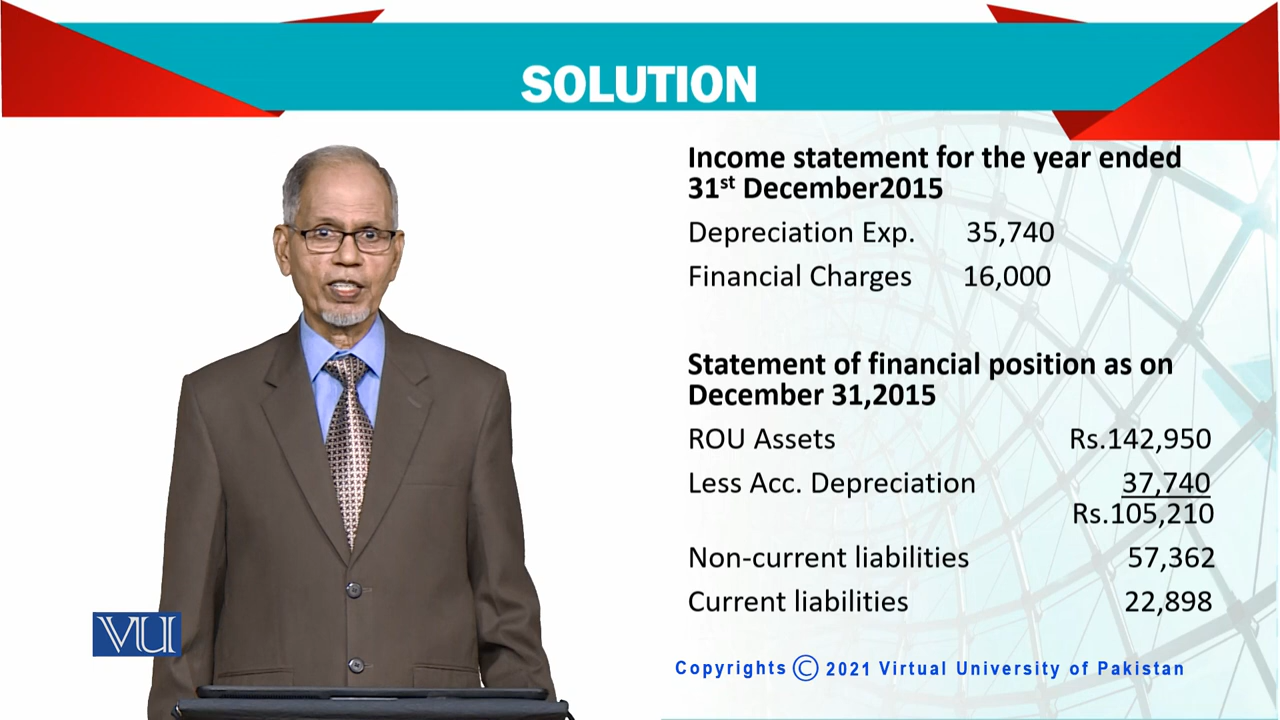 SOLUTION
Income statement for the year ended
31st December2015
Depreciation Exp. 35,740
Financial Charges 16,000
Statement of financial position as on
December 31,2015
ROU Assets Rs.142,950
Less Acc. Depreciation 37,740
Rs.105,210
Non-current liabilities 57,362
Current liabilities 22,898
VU
Copyrights © 2021 Virtual University of Pakistan